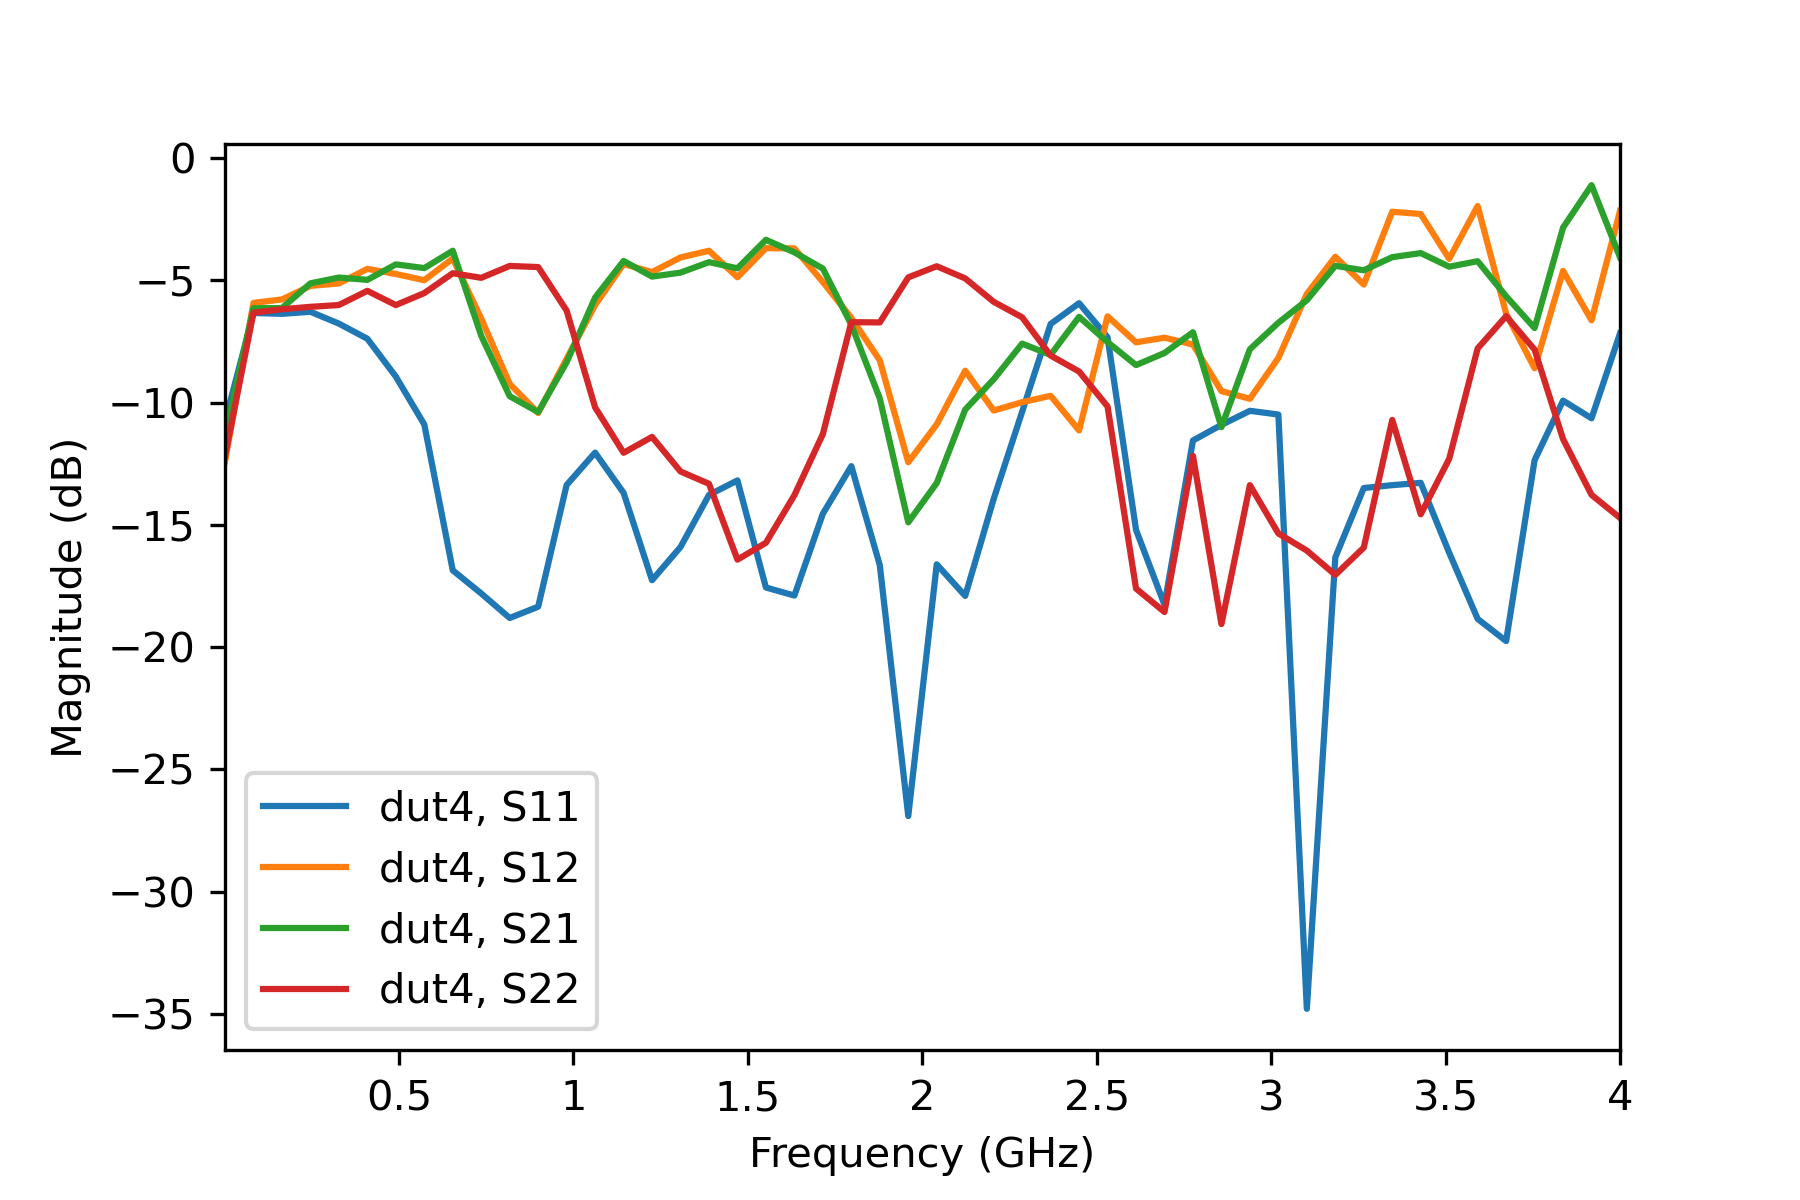 0
−5
−10
−15
−20
−25
−30
−35
Magnitude (dB)
dut4, S11
dut4, S12
dut4, S21
dut4, S22
0.5 1 1.5 2 2.5 3 3.5 4
Frequency (GHz)